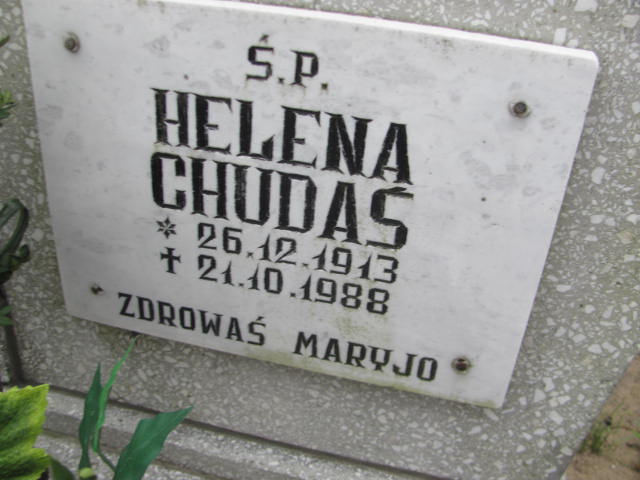 Ś.P.
HELENA
CHUDAŚ
* 26.12.1913
✝ 21.10.1988
ZDROWAŚ MARYJO